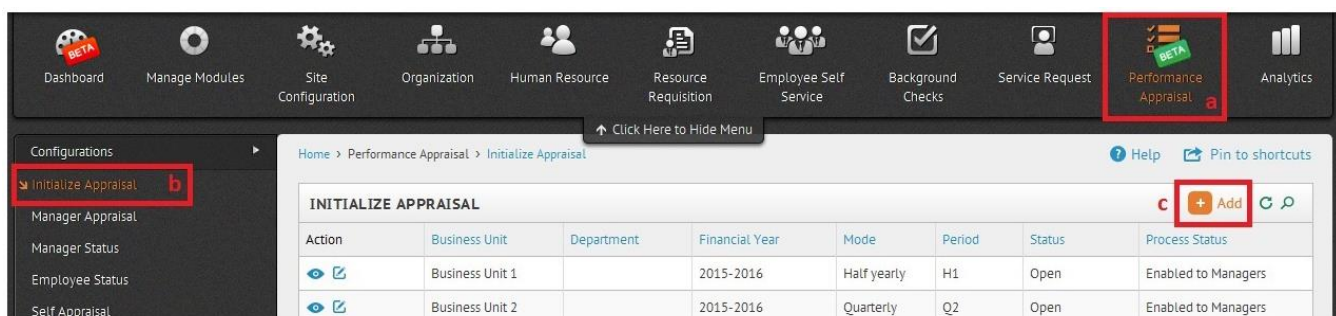 BETA
Dashboard
Manage Modules
Site
Configuration
Organization
Human Resource
Resource
Requisition
Employee Self
Service
Background
Checks
Service Request
BETA
Performance
Appraisal
a
Analytics
Click Here to Hide Menu
Configurations
Initialize Appraisal b
Manager Appraisal
Manager Status
Employee Status
Self Appraisal
Home > Performance Appraisal > Initialize Appraisal
? Help Pin to shortcuts
INITIALIZE APPRAISAL c + Add
Action Business Unit Department Financial Year Mode Period Status Process Status
Business Unit 1 2015-2016 Half yearly H1 Open Enabled to Managers
Business Unit 2 2015-2016 Quarterly Q2 Open Enabled to Managers